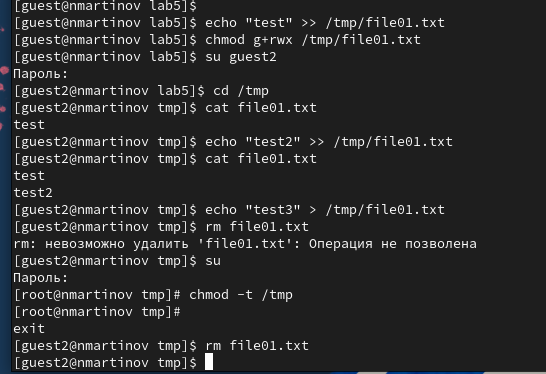 [guest@nmartinov lab5]$
[guest@nmartinov lab5]$ echo "test" >> /tmp/file01.txt
[guest@nmartinov lab5]$ chmod g+rwx /tmp/file01.txt
[guest@nmartinov lab5]$ su guest2
Пароль:
[guest2@nmartinov lab5]$ cd /tmp
[guest2@nmartinov tmp]$ cat file01.txt
test
[guest2@nmartinov tmp]$ echo "test2" >> /tmp/file01.txt
[guest2@nmartinov tmp]$ cat file01.txt
test
test2
[guest2@nmartinov tmp]$ echo "test3" > /tmp/file01.txt
[guest2@nmartinov tmp]$ rm file01.txt
rm: невозможно удалить 'file01.txt': Операция не позволена
[guest2@nmartinov tmp]$ su
Пароль:
[root@nmartinov tmp]# chmod -t /tmp
[root@nmartinov tmp]#
exit
[guest2@nmartinov tmp]$ rm file01.txt
[guest2@nmartinov tmp]$